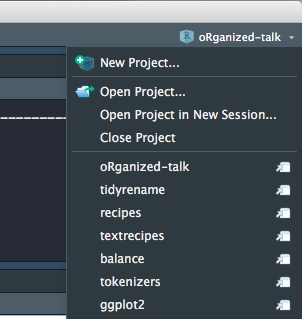 oRganized-talk
New Project...
Open Project...
Open Project in New Session...
Close Project
oRganized-talk
tidyrename
recipes
textrecipes
balance
tokenizers
ggplot2